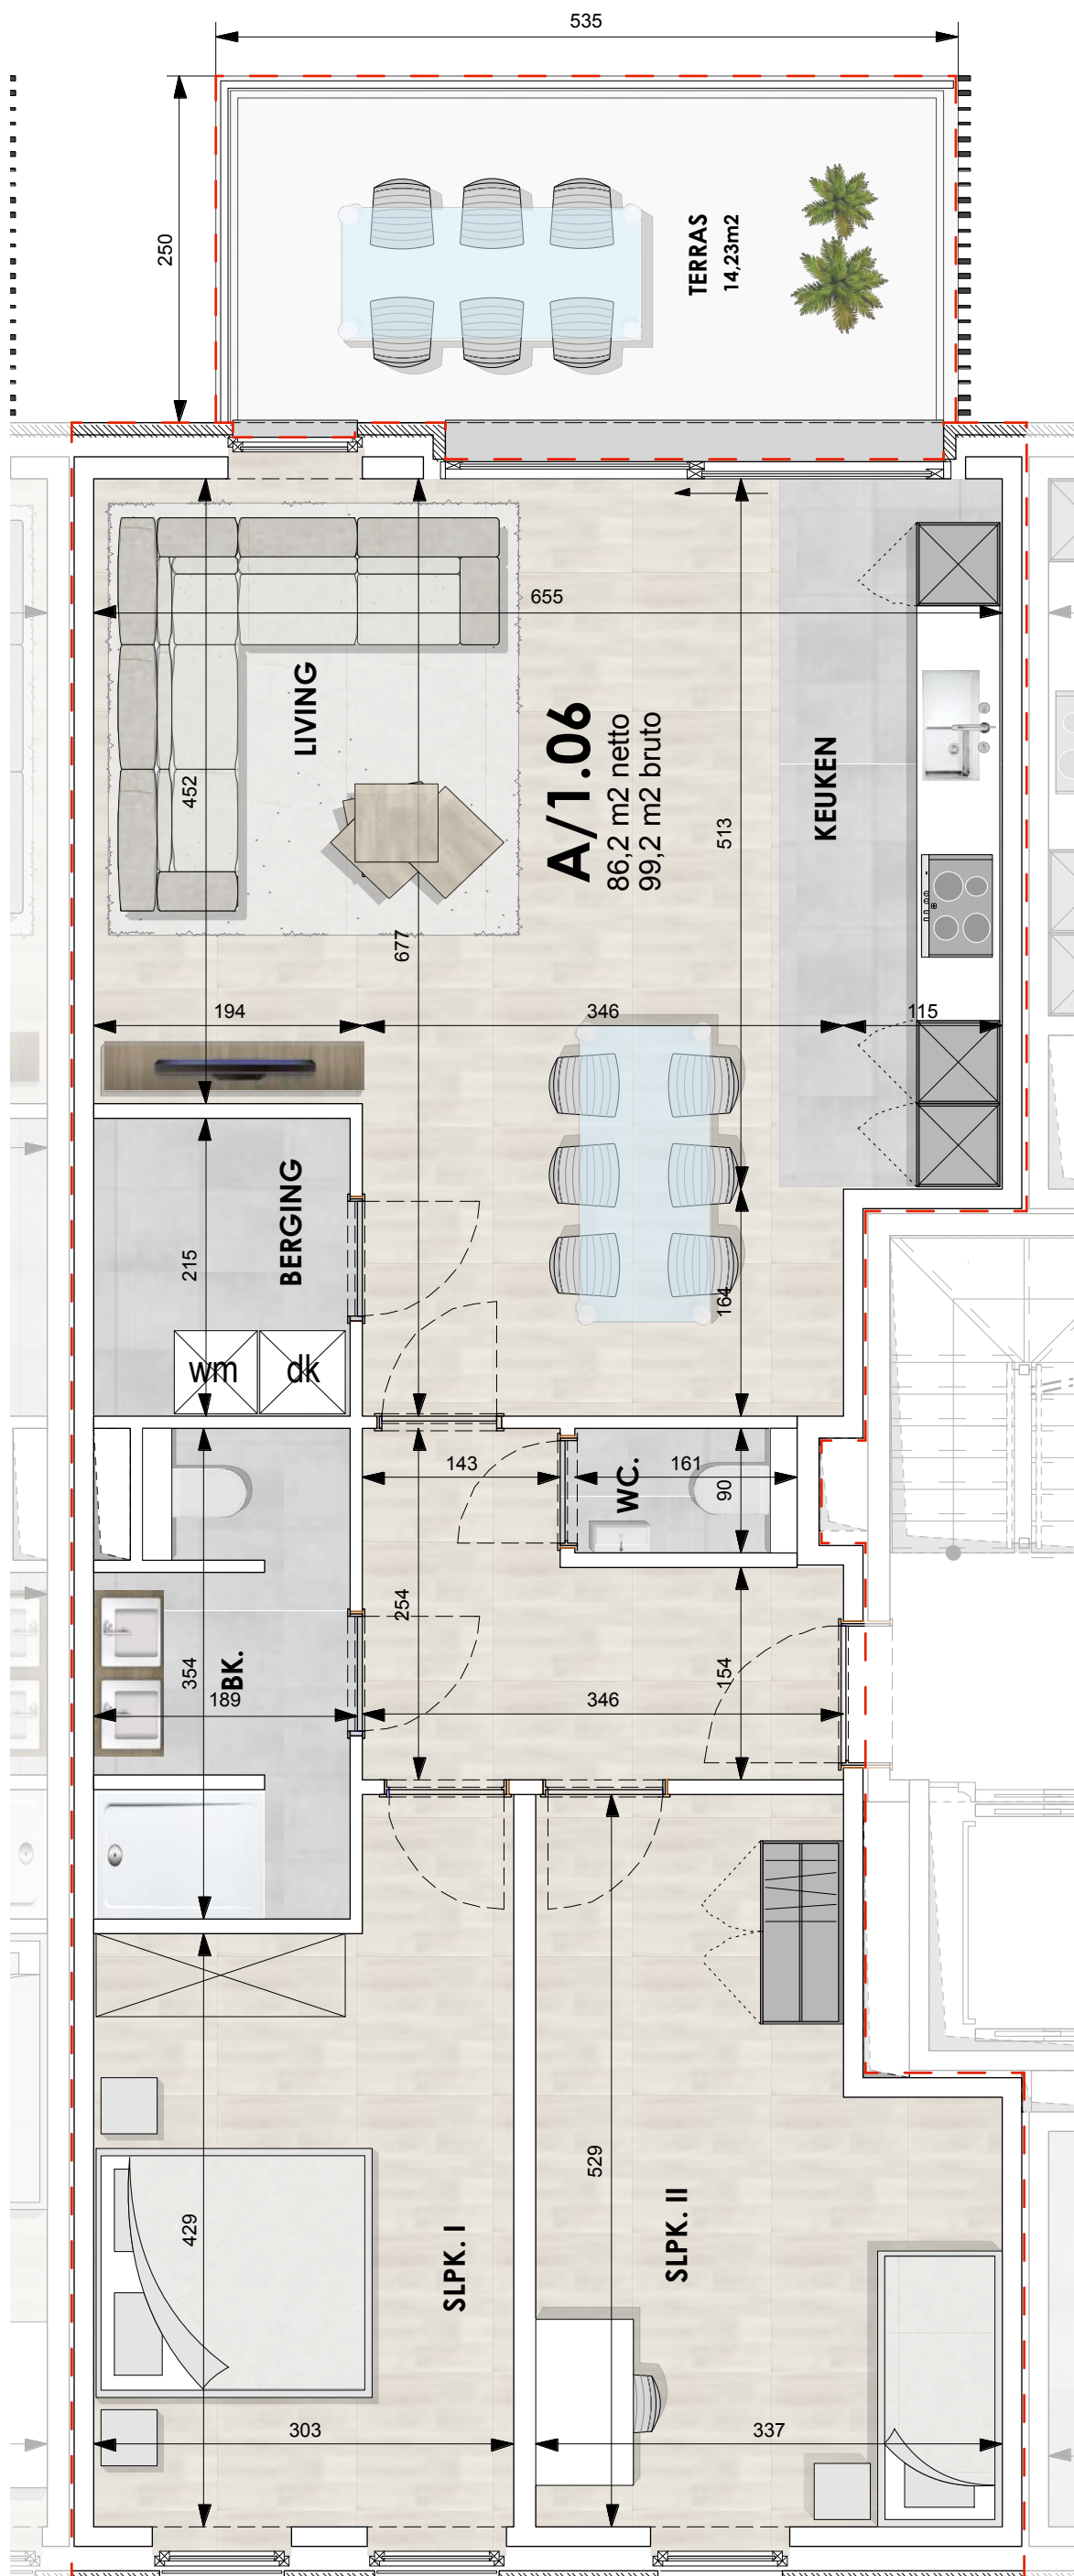 535
250
TERRAS
14,23m2
655
LIVING
452
A/1.06
86,2 m2 netto
99,2 m2 bruto
513
KEUKEN
677
194
346
115
BERGING
215
164
wm
dk
143
WC.
161
90
254
354
BK.
189
346
154
529
429
SLPK. I
SLPK. II
303
337